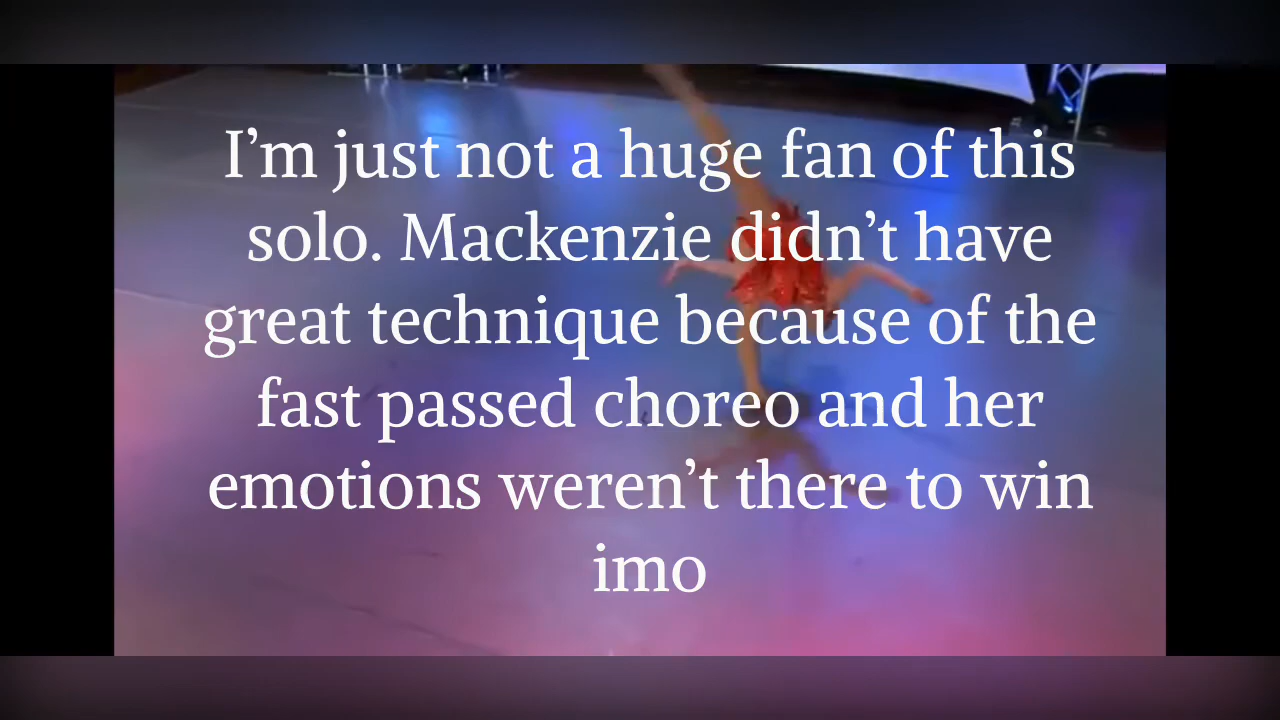 I’m just not a huge fan of this
solo. Mackenzie didn’t have
great technique because of the
fast passed choreo and her
emotions weren’t there to win
imo